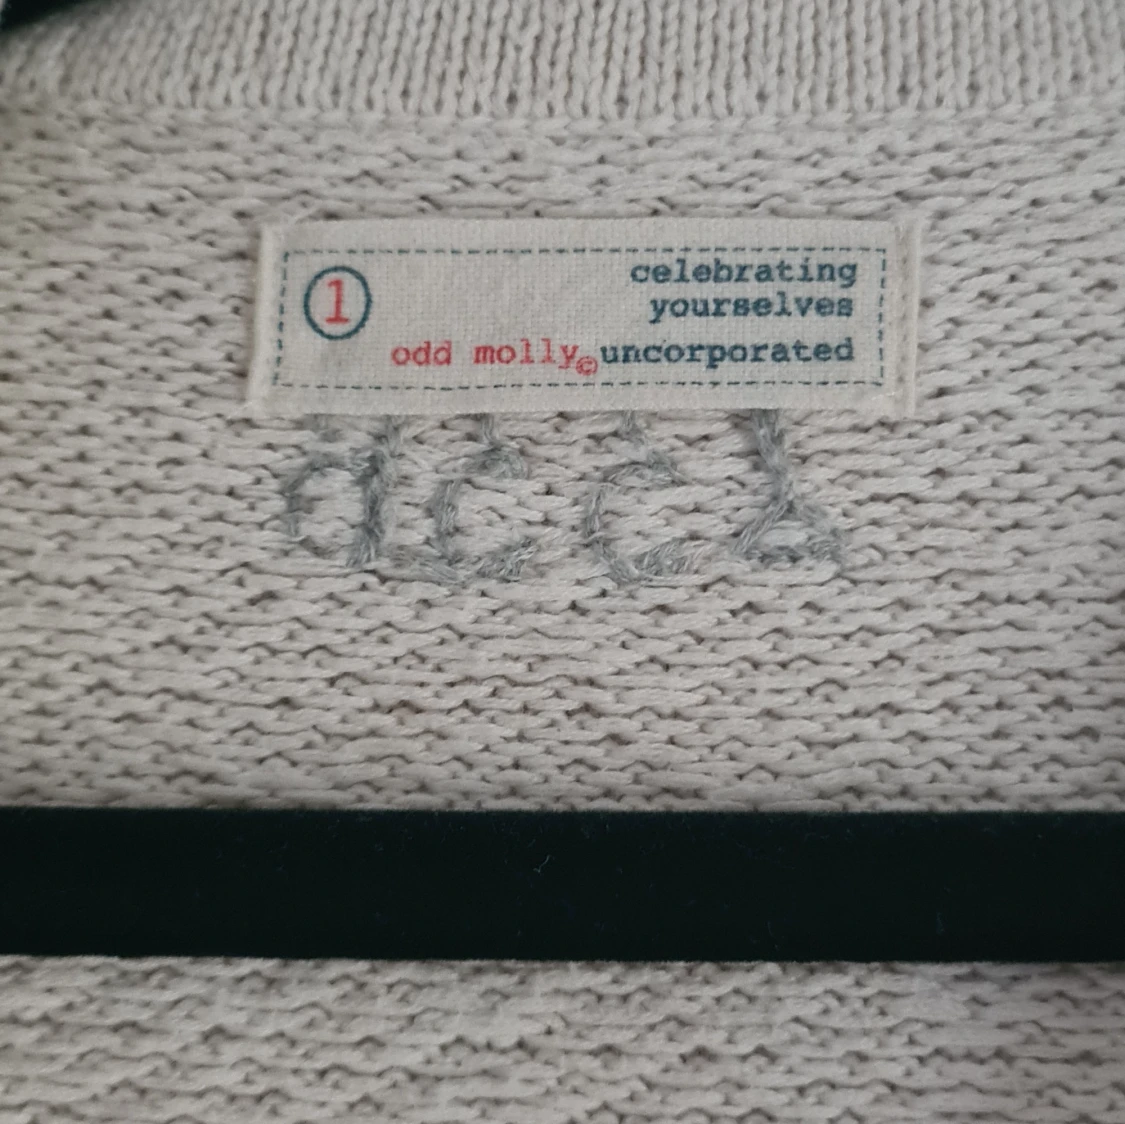 1
celebrating
yourselves
odd molly©uncorporated